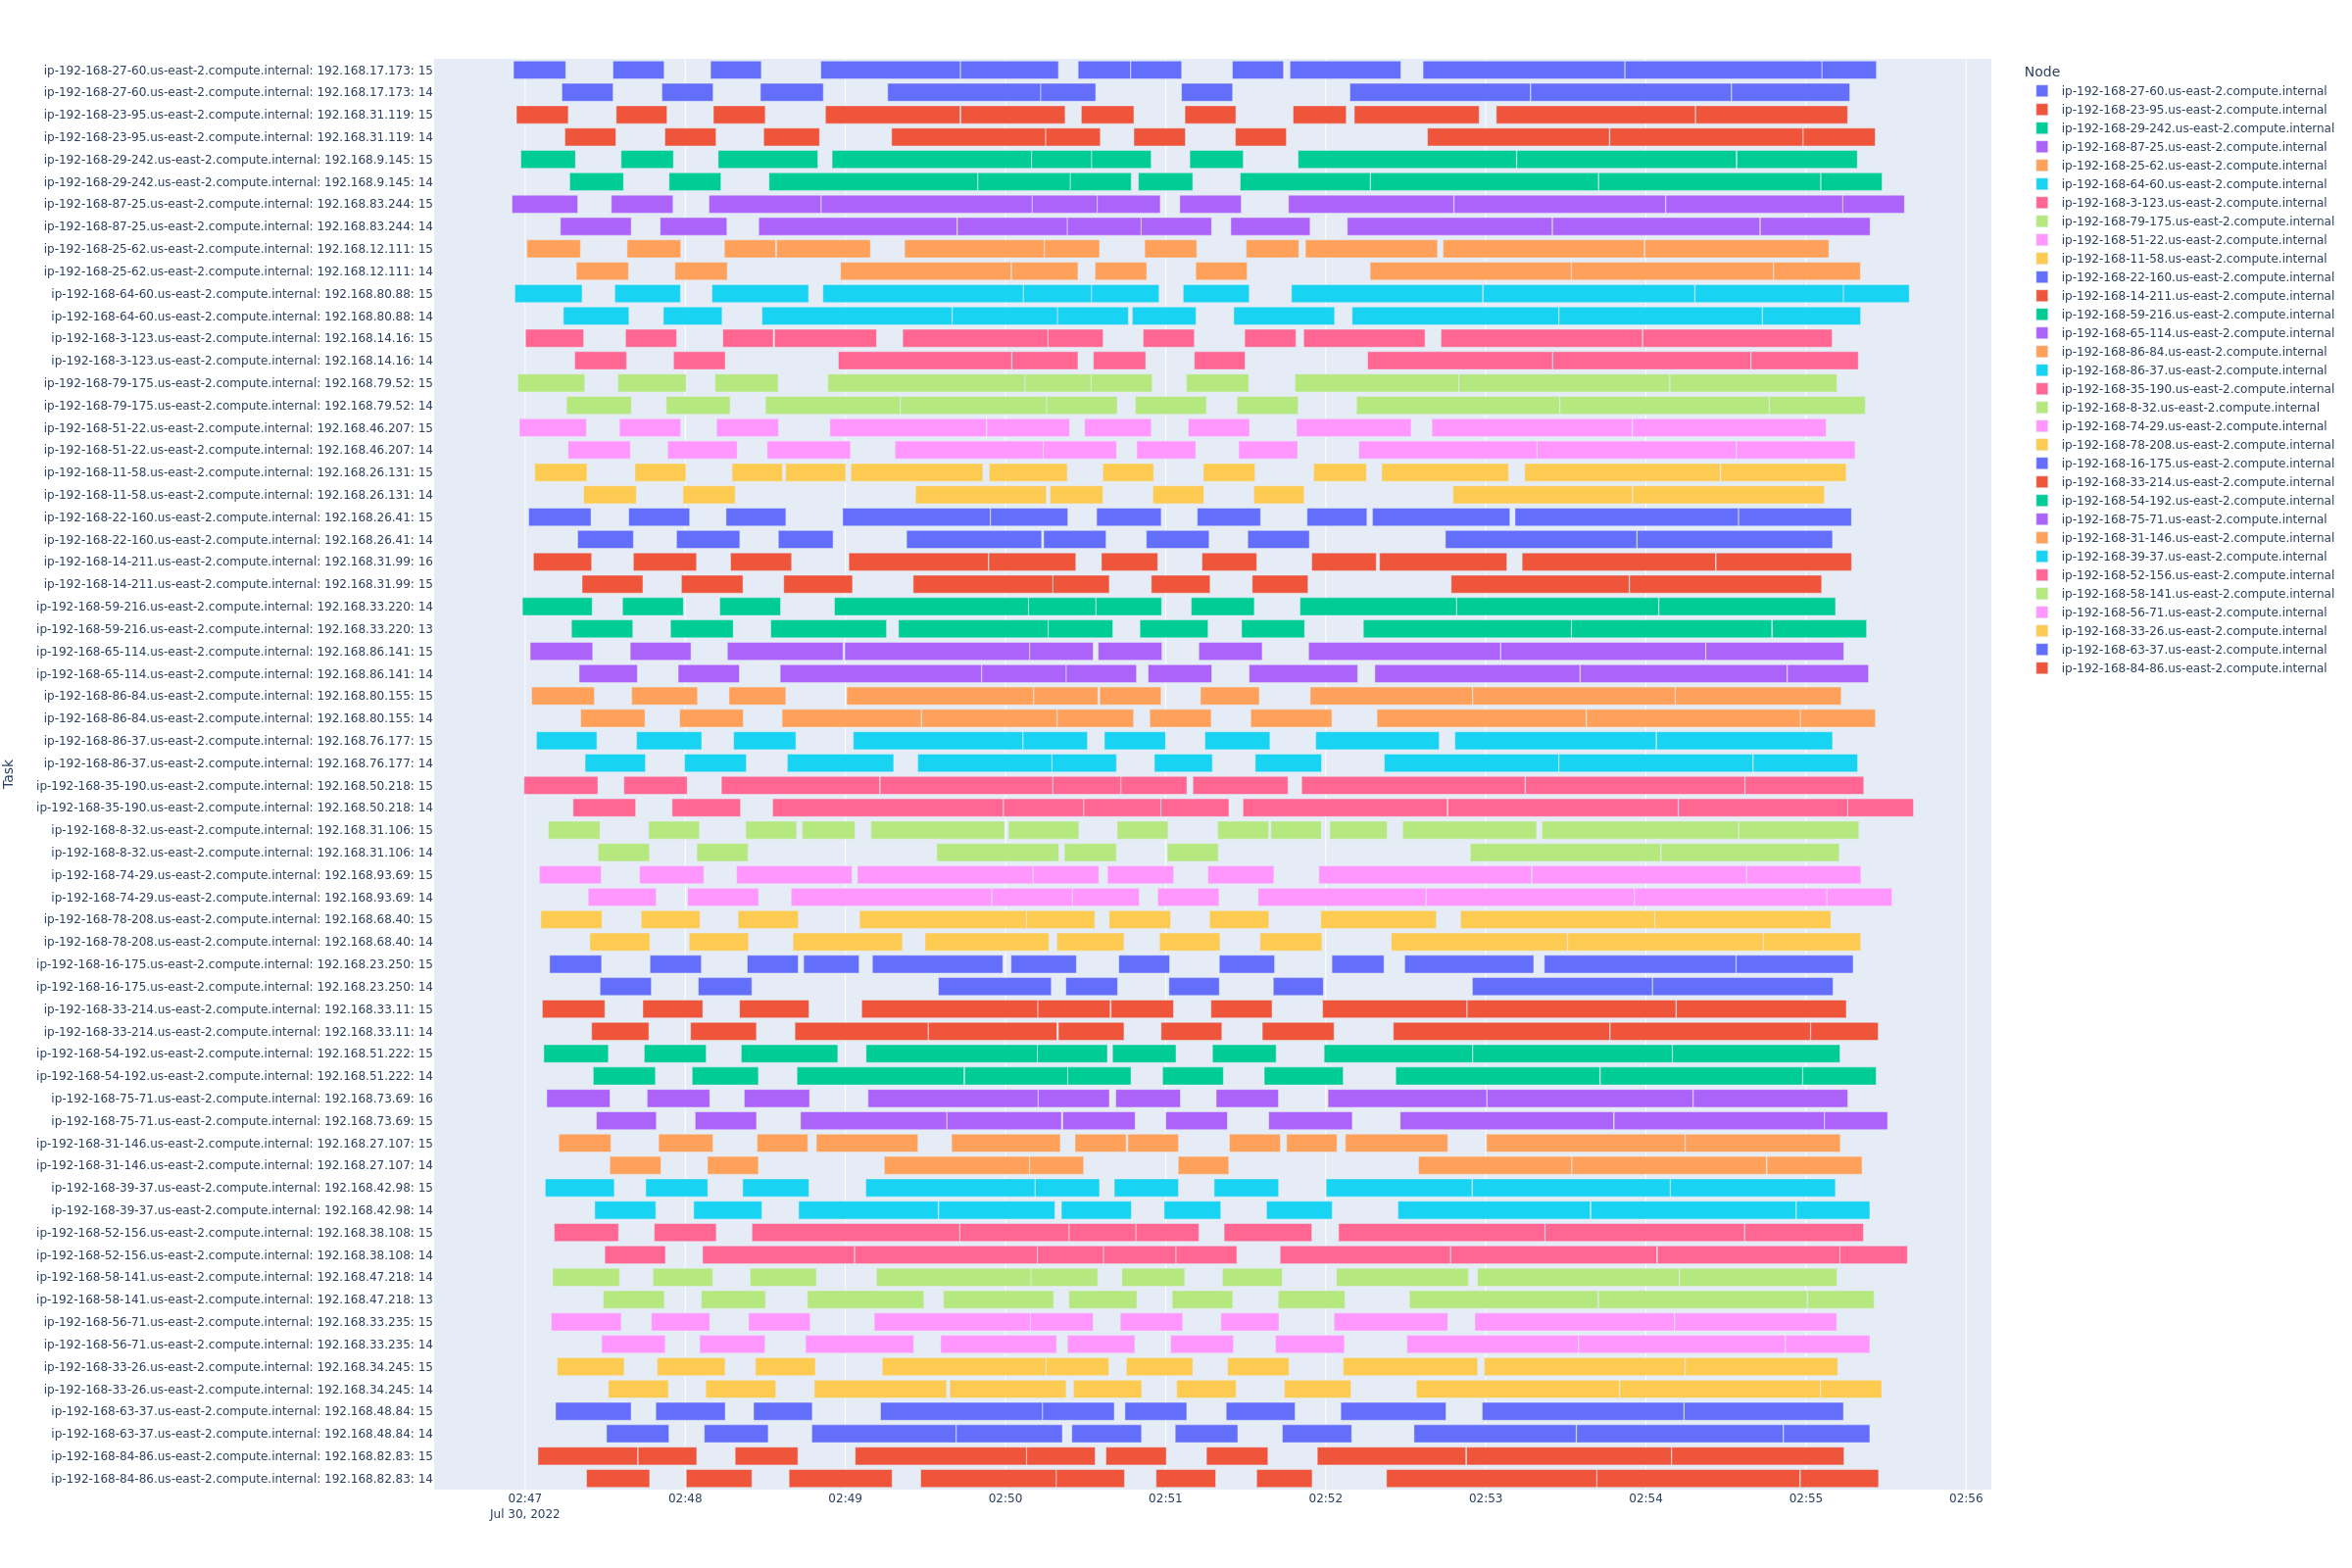 ip-192-168-27-60.us-east-2.compute.internal: 192.168.17.173: 15
ip-192-168-27-60.us-east-2.compute.internal: 192.168.17.173: 14
ip-192-168-23-95.us-east-2.compute.internal: 192.168.31.119: 15
ip-192-168-23-95.us-east-2.compute.internal: 192.168.31.119: 14
ip-192-168-29-242.us-east-2.compute.internal: 192.168.9.145: 15
ip-192-168-29-242.us-east-2.compute.internal: 192.168.9.145: 14
ip-192-168-87-25.us-east-2.compute.internal: 192.168.83.244: 15
ip-192-168-87-25.us-east-2.compute.internal: 192.168.83.244: 14
ip-192-168-25-62.us-east-2.compute.internal: 192.168.12.111: 15
ip-192-168-25-62.us-east-2.compute.internal: 192.168.12.111: 14
ip-192-168-64-60.us-east-2.compute.internal: 192.168.80.88: 15
ip-192-168-64-60.us-east-2.compute.internal: 192.168.80.88: 14
ip-192-168-3-123.us-east-2.compute.internal: 192.168.14.16: 15
ip-192-168-3-123.us-east-2.compute.internal: 192.168.14.16: 14
ip-192-168-79-175.us-east-2.compute.internal: 192.168.79.52: 15
ip-192-168-79-175.us-east-2.compute.internal: 192.168.79.52: 14
ip-192-168-51-22.us-east-2.compute.internal: 192.168.46.207: 15
ip-192-168-51-22.us-east-2.compute.internal: 192.168.46.207: 14
ip-192-168-11-58.us-east-2.compute.internal: 192.168.26.131: 15
ip-192-168-11-58.us-east-2.compute.internal: 192.168.26.131: 14
ip-192-168-22-160.us-east-2.compute.internal: 192.168.26.41: 15
ip-192-168-22-160.us-east-2.compute.internal: 192.168.26.41: 14
ip-192-168-14-211.us-east-2.compute.internal: 192.168.31.99: 16
ip-192-168-14-211.us-east-2.compute.internal: 192.168.31.99: 15
ip-192-168-59-216.us-east-2.compute.internal: 192.168.33.220: 14
ip-192-168-59-216.us-east-2.compute.internal: 192.168.33.220: 13
ip-192-168-65-114.us-east-2.compute.internal: 192.168.86.141: 15
ip-192-168-65-114.us-east-2.compute.internal: 192.168.86.141: 14
ip-192-168-86-84.us-east-2.compute.internal: 192.168.80.155: 15
ip-192-168-86-84.us-east-2.compute.internal: 192.168.80.155: 14
ip-192-168-86-37.us-east-2.compute.internal: 192.168.76.177: 15
ip-192-168-86-37.us-east-2.compute.internal: 192.168.76.177: 14
ip-192-168-35-190.us-east-2.compute.internal: 192.168.50.218: 15
ip-192-168-35-190.us-east-2.compute.internal: 192.168.50.218: 14
ip-192-168-8-32.us-east-2.compute.internal: 192.168.31.106: 15
ip-192-168-8-32.us-east-2.compute.internal: 192.168.31.106: 14
ip-192-168-74-29.us-east-2.compute.internal: 192.168.93.69: 15
ip-192-168-74-29.us-east-2.compute.internal: 192.168.93.69: 14
ip-192-168-78-208.us-east-2.compute.internal: 192.168.68.40: 15
ip-192-168-78-208.us-east-2.compute.internal: 192.168.68.40: 14
ip-192-168-16-175.us-east-2.compute.internal: 192.168.23.250: 15
ip-192-168-16-175.us-east-2.compute.internal: 192.168.23.250: 14
ip-192-168-33-214.us-east-2.compute.internal: 192.168.33.11: 15
ip-192-168-33-214.us-east-2.compute.internal: 192.168.33.11: 14
ip-192-168-54-192.us-east-2.compute.internal: 192.168.51.222: 15
ip-192-168-54-192.us-east-2.compute.internal: 192.168.51.222: 14
ip-192-168-75-71.us-east-2.compute.internal: 192.168.73.69: 16
ip-192-168-75-71.us-east-2.compute.internal: 192.168.73.69: 15
ip-192-168-31-146.us-east-2.compute.internal: 192.168.27.107: 15
ip-192-168-31-146.us-east-2.compute.internal: 192.168.27.107: 14
ip-192-168-39-37.us-east-2.compute.internal: 192.168.42.98: 15
ip-192-168-39-37.us-east-2.compute.internal: 192.168.42.98: 14
ip-192-168-52-156.us-east-2.compute.internal: 192.168.38.108: 15
ip-192-168-52-156.us-east-2.compute.internal: 192.168.38.108: 14
ip-192-168-58-141.us-east-2.compute.internal: 192.168.47.218: 14
ip-192-168-58-141.us-east-2.compute.internal: 192.168.47.218: 13
ip-192-168-56-71.us-east-2.compute.internal: 192.168.33.235: 15
ip-192-168-56-71.us-east-2.compute.internal: 192.168.33.235: 14
ip-192-168-33-26.us-east-2.compute.internal: 192.168.34.245: 15
ip-192-168-33-26.us-east-2.compute.internal: 192.168.34.245: 14
ip-192-168-63-37.us-east-2.compute.internal: 192.168.48.84: 15
ip-192-168-63-37.us-east-2.compute.internal: 192.168.48.84: 14
ip-192-168-84-86.us-east-2.compute.internal: 192.168.82.83: 15
ip-192-168-84-86.us-east-2.compute.internal: 192.168.82.83: 14
Task
02:47 02:48 02:49 02:50 02:51 02:52 02:53 02:54 02:55 02:56
Jul 30, 2022
Node
ip-192-168-27-60.us-east-2.compute.internal
ip-192-168-23-95.us-east-2.compute.internal
ip-192-168-29-242.us-east-2.compute.internal
ip-192-168-87-25.us-east-2.compute.internal
ip-192-168-25-62.us-east-2.compute.internal
ip-192-168-64-60.us-east-2.compute.internal
ip-192-168-3-123.us-east-2.compute.internal
ip-192-168-79-175.us-east-2.compute.internal
ip-192-168-51-22.us-east-2.compute.internal
ip-192-168-11-58.us-east-2.compute.internal
ip-192-168-22-160.us-east-2.compute.internal
ip-192-168-14-211.us-east-2.compute.internal
ip-192-168-59-216.us-east-2.compute.internal
ip-192-168-65-114.us-east-2.compute.internal
ip-192-168-86-84.us-east-2.compute.internal
ip-192-168-86-37.us-east-2.compute.internal
ip-192-168-35-190.us-east-2.compute.internal
ip-192-168-8-32.us-east-2.compute.internal
ip-192-168-74-29.us-east-2.compute.internal
ip-192-168-78-208.us-east-2.compute.internal
ip-192-168-16-175.us-east-2.compute.internal
ip-192-168-33-214.us-east-2.compute.internal
ip-192-168-54-192.us-east-2.compute.internal
ip-192-168-75-71.us-east-2.compute.internal
ip-192-168-31-146.us-east-2.compute.internal
ip-192-168-39-37.us-east-2.compute.internal
ip-192-168-52-156.us-east-2.compute.internal
ip-192-168-58-141.us-east-2.compute.internal
ip-192-168-56-71.us-east-2.compute.internal
ip-192-168-33-26.us-east-2.compute.internal
ip-192-168-63-37.us-east-2.compute.internal
ip-192-168-84-86.us-east-2.compute.internal